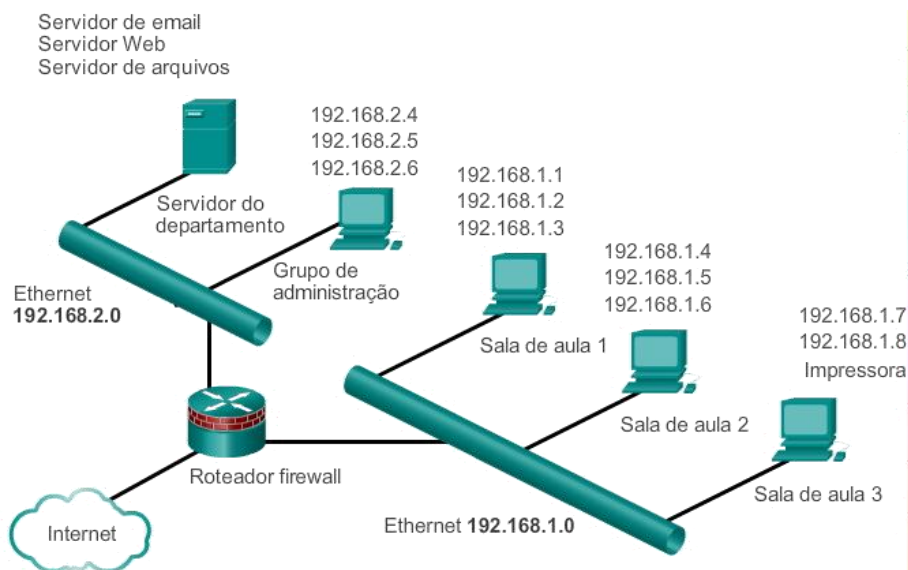 Servidor de email
Servidor Web
Servidor de arquivos
192.168.2.4
192.168.2.5
192.168.2.6
Servidor do
departamento
192.168.1.1
192.168.1.2
192.168.1.3
Grupo de
administração
192.168.1.4
192.168.1.5
192.168.1.6
Ethernet
192.168.2.0
Sala de aula 1
192.168.1.7
192.168.1.8
Impressora
Sala de aula 2
Roteador firewall
Sala de aula 3
Ethernet 192.168.1.0
Internet